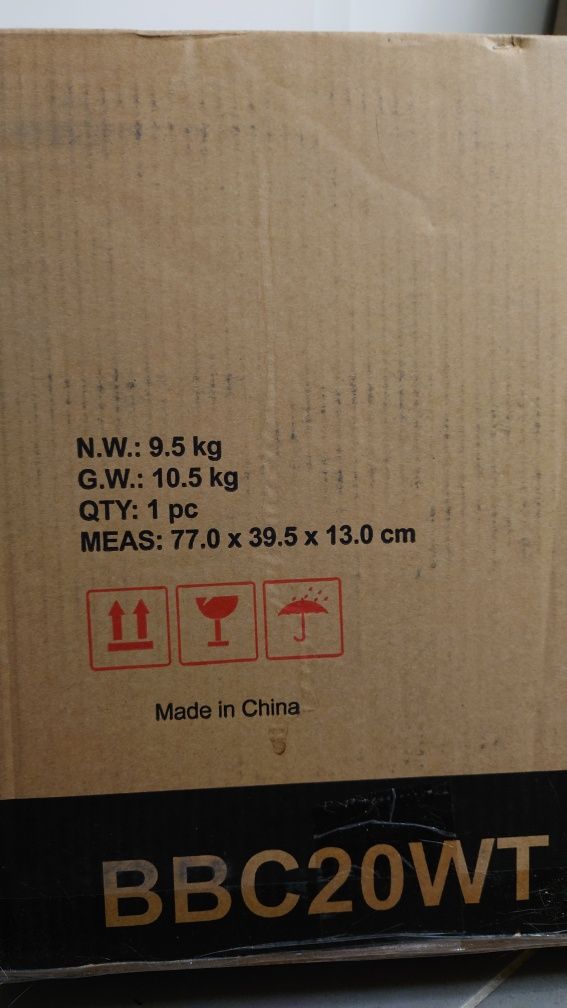 N.W.: 9.5 kg
G.W.: 10.5 kg
QTY: 1 pc
MEAS: 77.0 x 39.5 x 13.0 cm
Made in China
BBC20WT